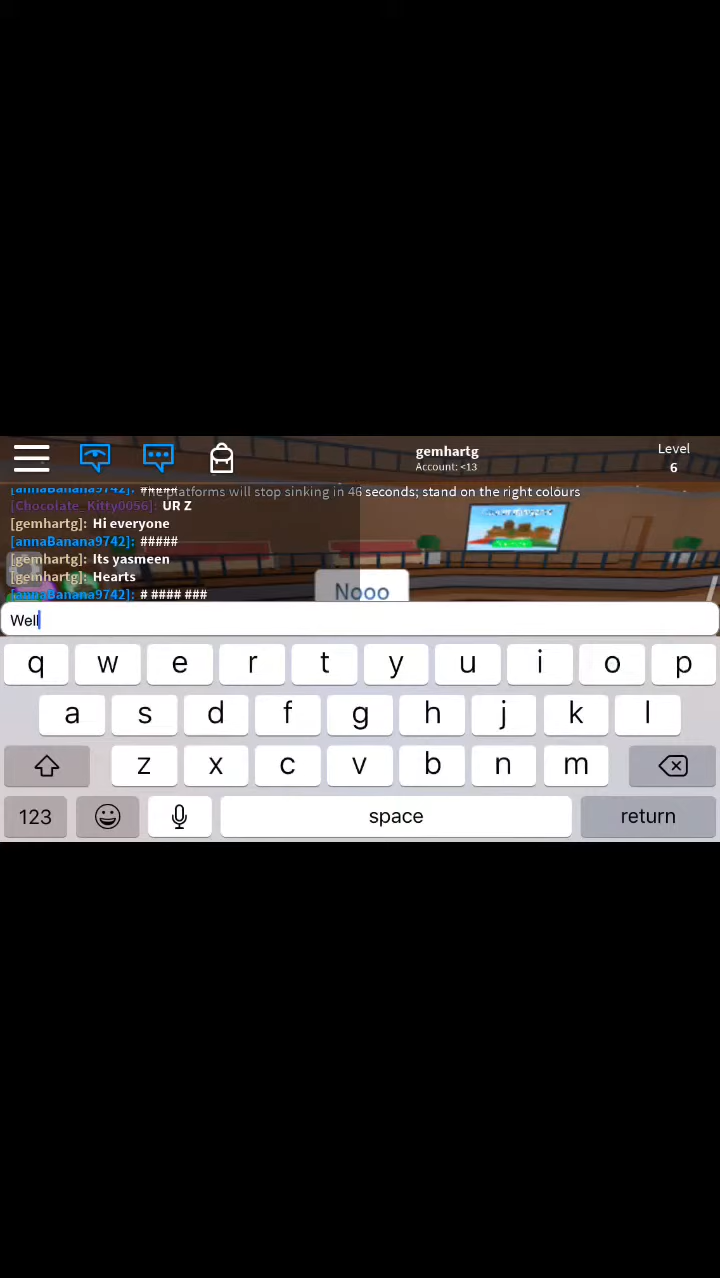 gemhartg
Account: <13
Level
6
[annaBanana9742]: #####
platforms will stop sinking in 46 seconds; stand on the right colours
[Chocolate_Kitty0056]: UR Z
[gemhartg]: Hi everyone
[annaBanana9742]: #####
[gemhartg]: Its yasmeen
[gemhartg]: Hearts
[annaBanana9742]: # #### ###
Nooo
Well
q w e r t y u i o p
a s d f g h j k l
z x c v b n m
123 space return